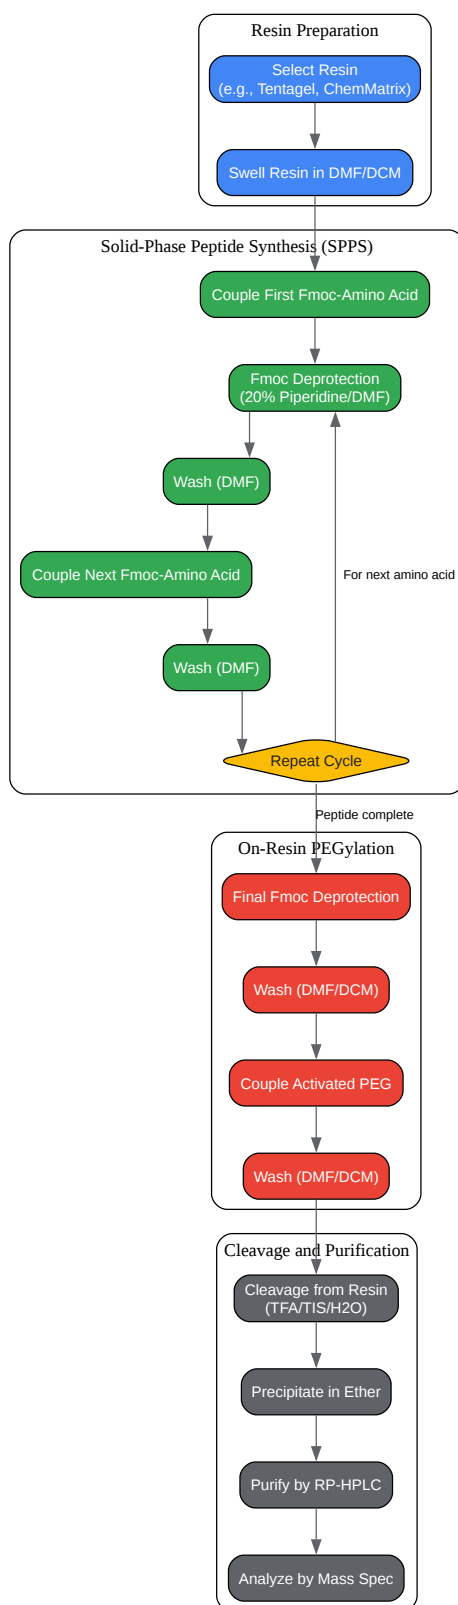 Resin Preparation
Select Resin
(e.g., Tentagel, ChemMatrix)
Swell Resin in DMF/DCM
Solid-Phase Peptide Synthesis (SPPS)
Couple First Fmoc-Amino Acid
Fmoc Deprotection
(20% Piperidine/DMF)
Wash (DMF)
Couple Next Fmoc-Amino Acid
For next amino acid
Wash (DMF)
Repeat Cycle
Peptide complete
On-Resin PEGylation
Final Fmoc Deprotection
Wash (DMF/DCM)
Couple Activated PEG
Wash (DMF/DCM)
Cleavage and Purification
Cleavage from Resin
(TFA/TIS/H2O)
Precipitate in Ether
Purify by RP-HPLC
Analyze by Mass Spec